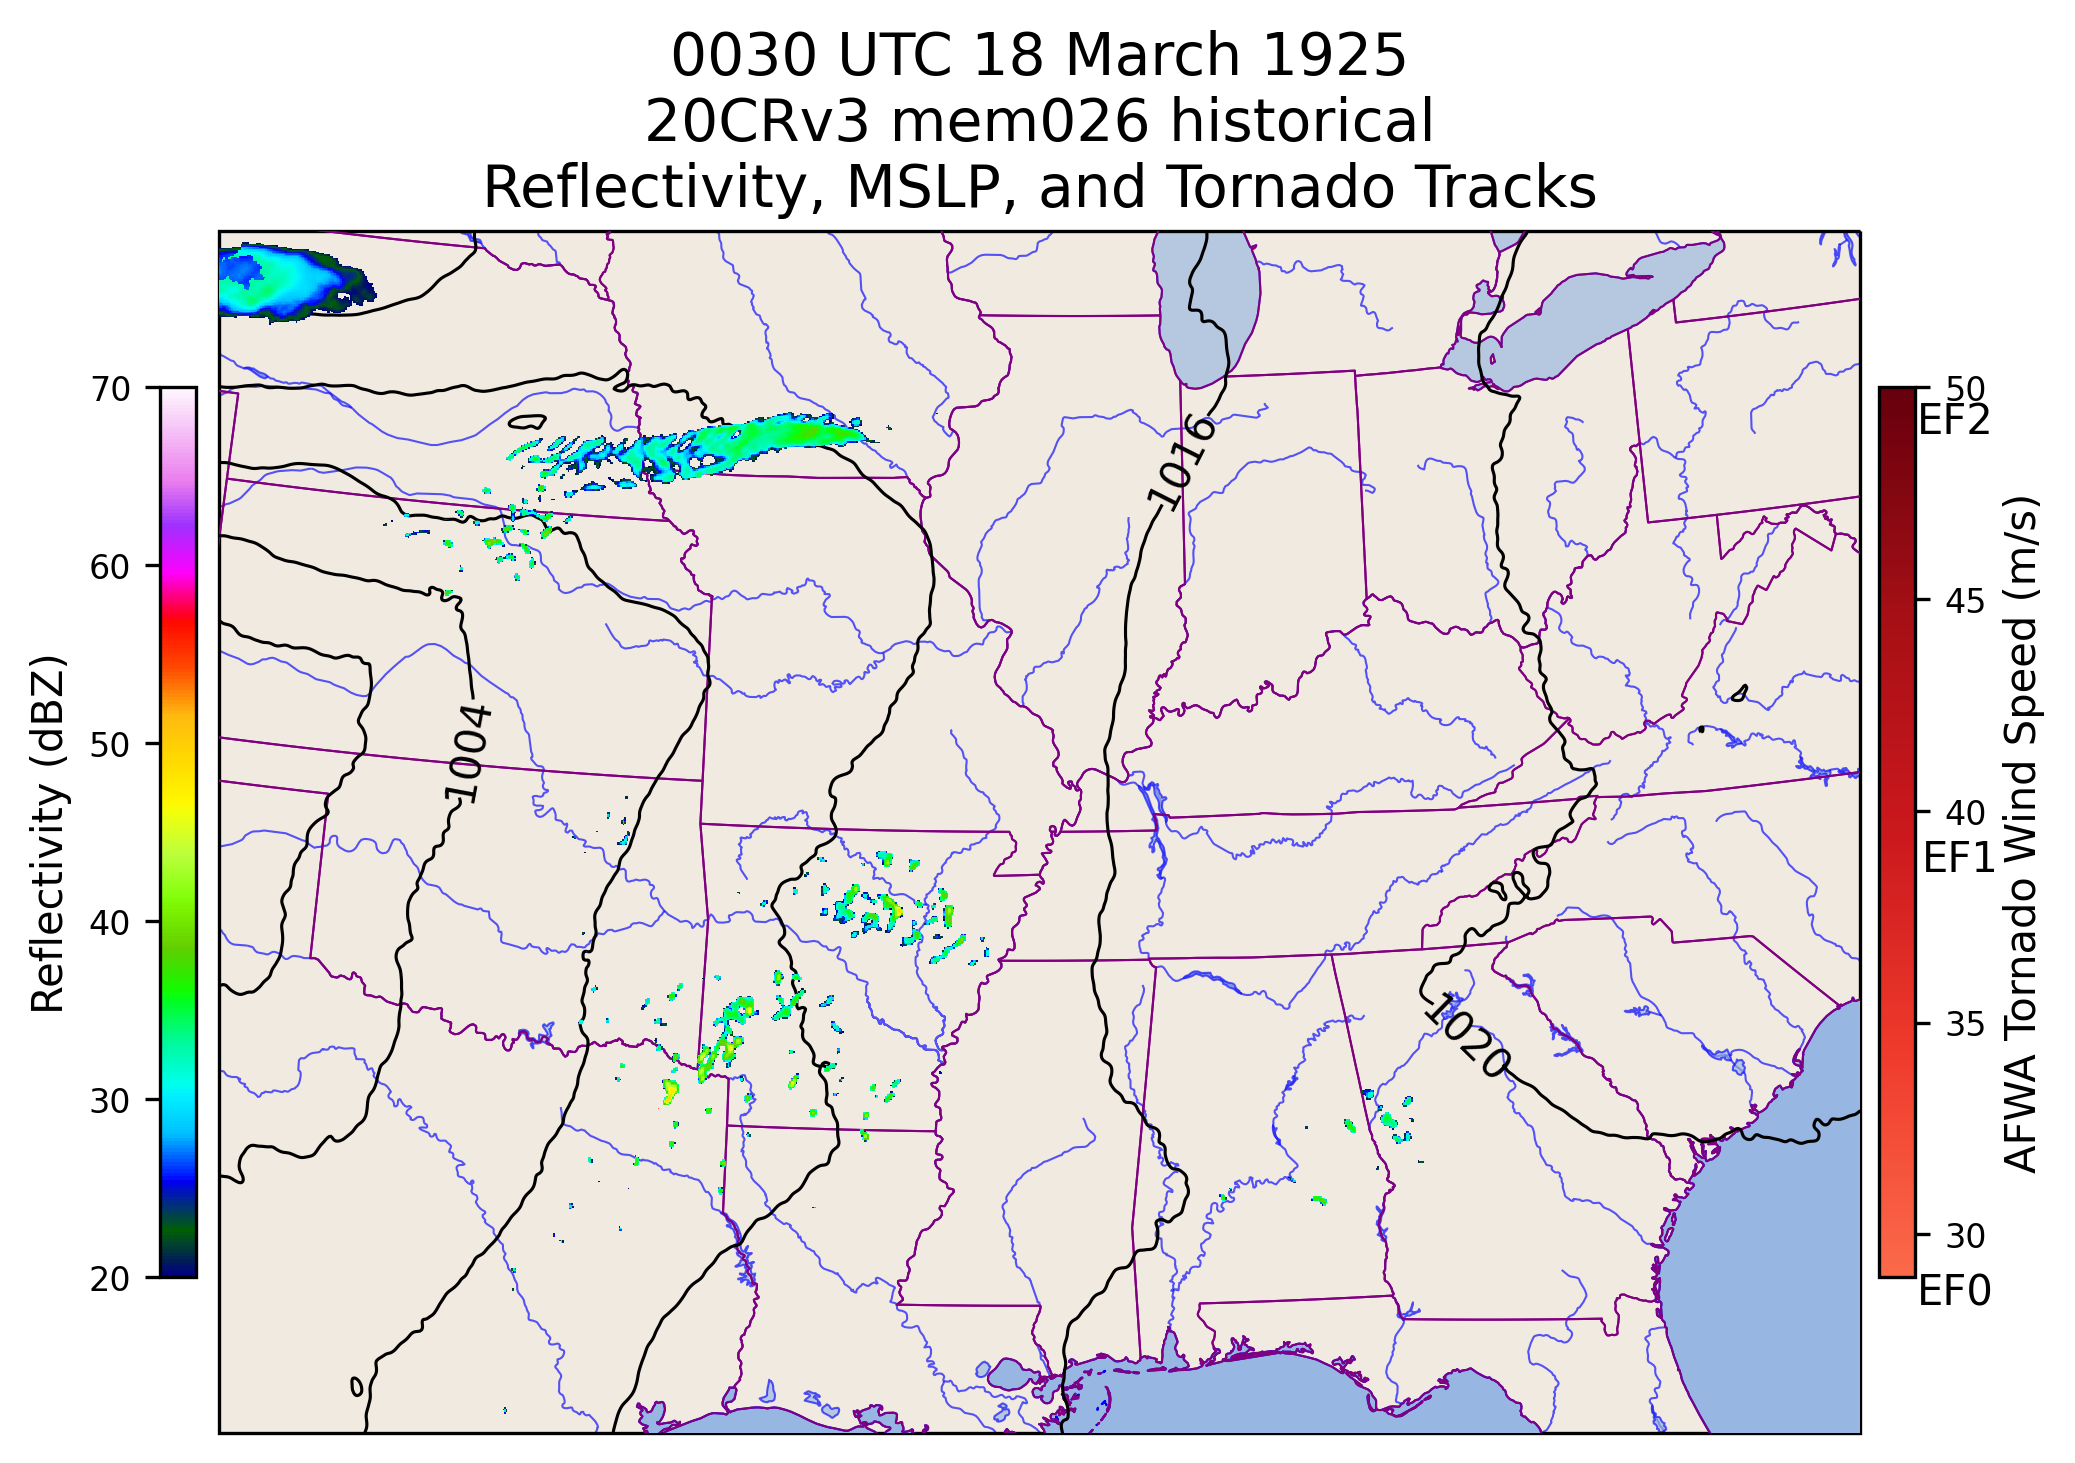 0030 UTC 18 March 1925
20CRv3 mem026 historical
Reflectivity, MSLP, and Tornado Tracks
70
60
50
40
30
20
Reflectivity (dBZ)
1004
1016
1020
50
EF2
45
40
EF1
35
30
EF0
AFWA Tornado Wind Speed (m/s)